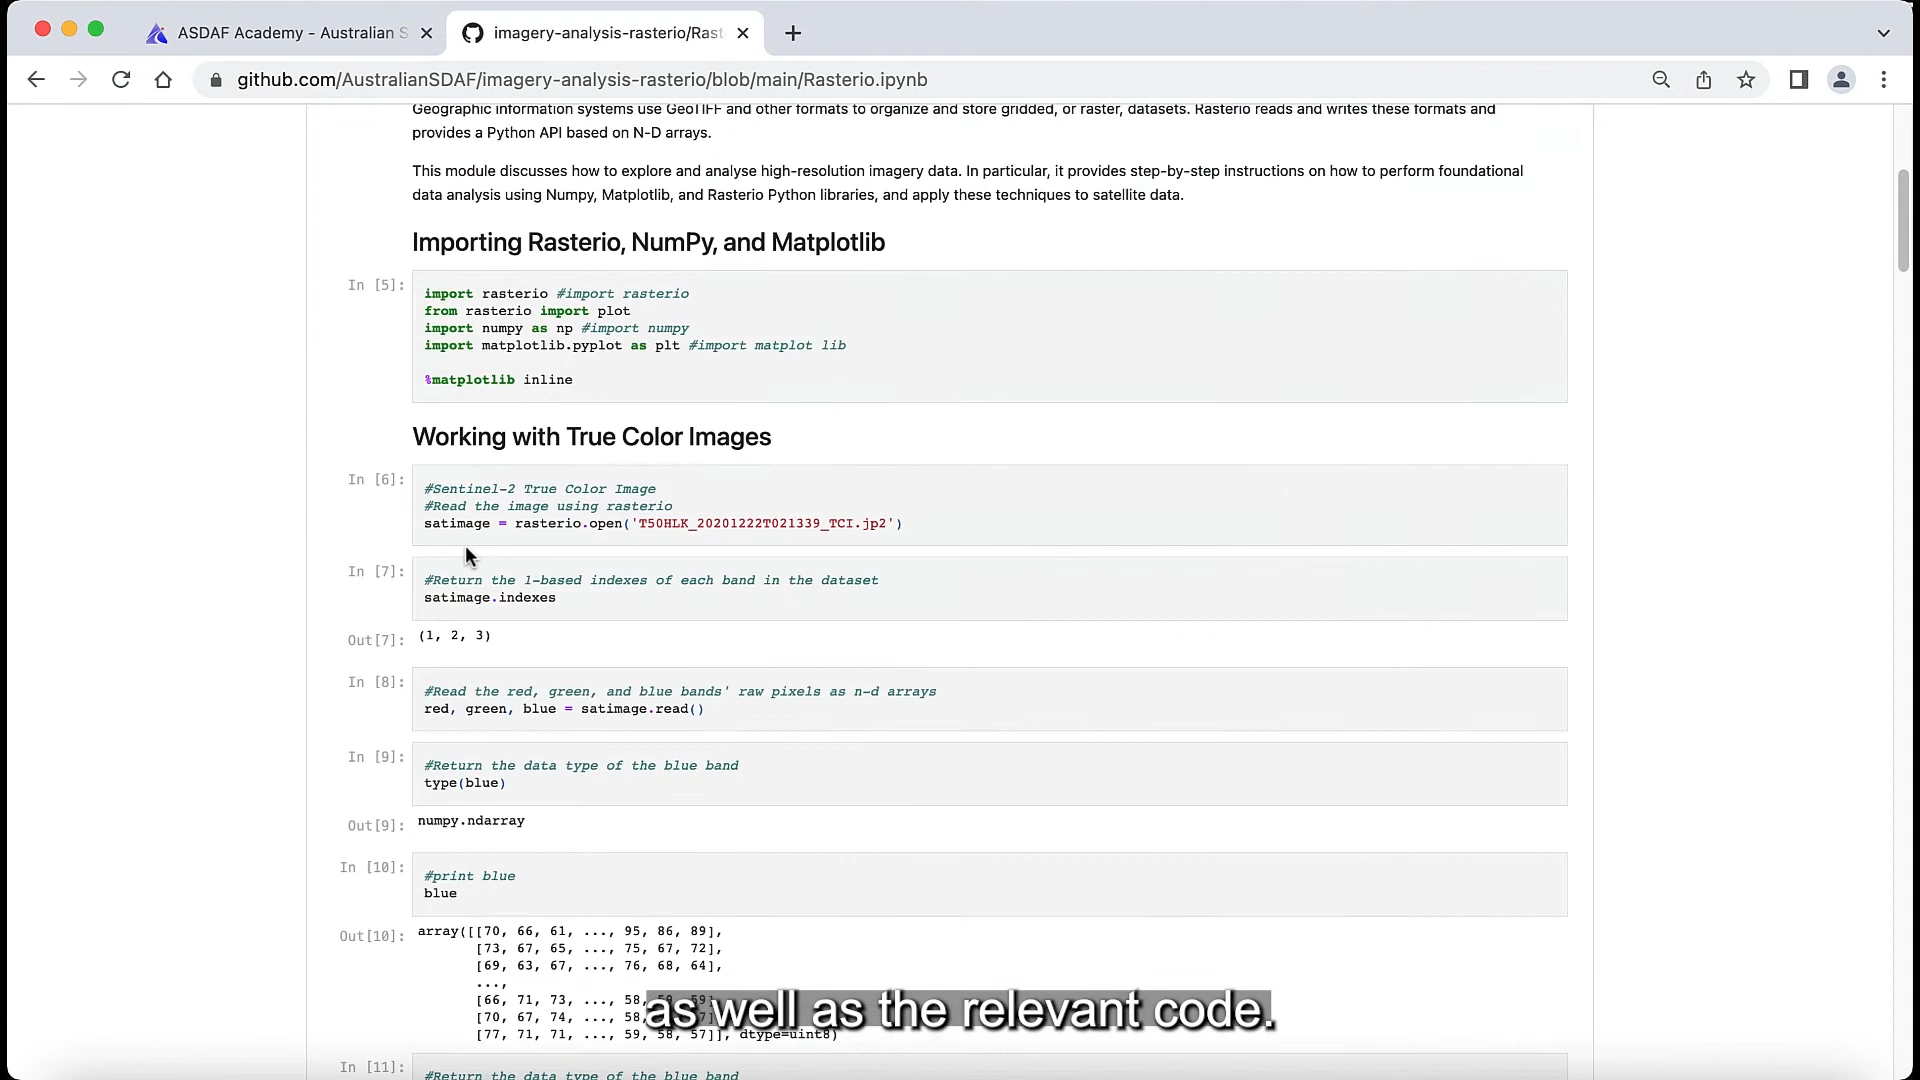 ASDAF Academy - Australian S
imagery-analysis-rasterio/Rast
github.com/AustralianSDAF/imagery-analysis-rasterio/blob/main/Rasterio.ipynb
Geographic information systems use GeoTIFF and other formats to organize and store gridded, or raster, datasets. Rasterio reads and writes these formats and
provides a Python API based on N-D arrays.
This module discusses how to explore and analyse high-resolution imagery data. In particular, it provides step-by-step instructions on how to perform foundational
data analysis using Numpy, Matplotlib, and Rasterio Python libraries, and apply these techniques to satellite data.
Importing Rasterio, NumPy, and Matplotlib
In [5]:
import rasterio #import rasterio
from rasterio import plot
import numpy as np #import numpy
import matplotlib.pyplot as plt #import matplot lib
%matplotlib inline
Working with True Color Images
In [6]:
#Sentinel-2 True Color Image
#Read the image using rasterio
satimage = rasterio.open('T50HLK_20201222T021339_TCI.jp2')
In [7]:
#Return the 1-based indexes of each band in the dataset
satimage.indexes
Out[7]: (1, 2, 3)
In [8]:
#Read the red, green, and blue bands' raw pixels as n-d arrays
red, green, blue = satimage.read()
In [9]:
#Return the data type of the blue band
type(blue)
Out[9]: numpy.ndarray
In [10]:
#print blue
blue
Out[10]: array([[70, 66, 61, ..., 95, 86, 89],
[73, 67, 65, ..., 75, 67, 72],
[69, 63, 67, ..., 76, 68, 64],
...,
[66, 71, 73, ..., 58, 59, 59]
[70, 67, 74, ..., 58,
[77, 71, 71, ..., 59, 58, 57]], dtype=uint8)
as well as the relevant code.
In [11]:
#Return the data type of the blue band